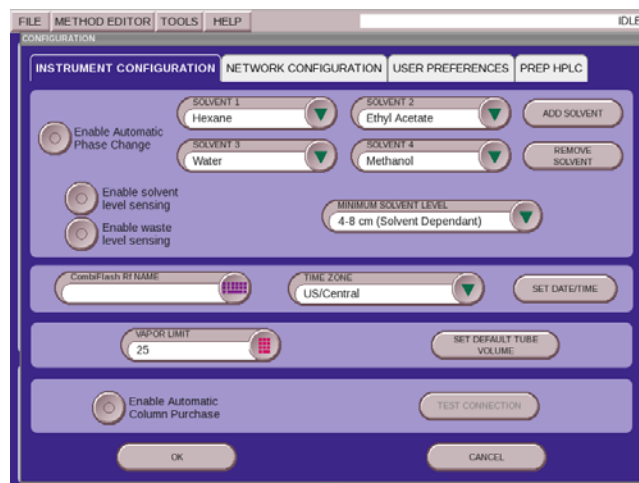 FILE METHOD EDITOR TOOLS HELP IDLE
CONFIGURATION
INSTRUMENT CONFIGURATION NETWORK CONFIGURATION USER PREFERENCES PREP HPLC
SOLVENT 1 SOLVENT 2
Hexane Ethyl Acetate ADD SOLVENT
Enable Automatic
Phase Change
SOLVENT 3 SOLVENT 4
Water Methanol
REMOVE
SOLVENT
Enable solvent
level sensing
MINIMUM SOLVENT LEVEL
4-8 cm (Solvent Dependant)
Enable waste
level sensing
CombiFlash Rf NAME TIME ZONE
US/Central SET DATE/TIME
VAPOR LIMIT
25
SET DEFAULT TUBE
VOLUME
Enable Automatic
Column Purchase
TEST CONNECTION
OK CANCEL